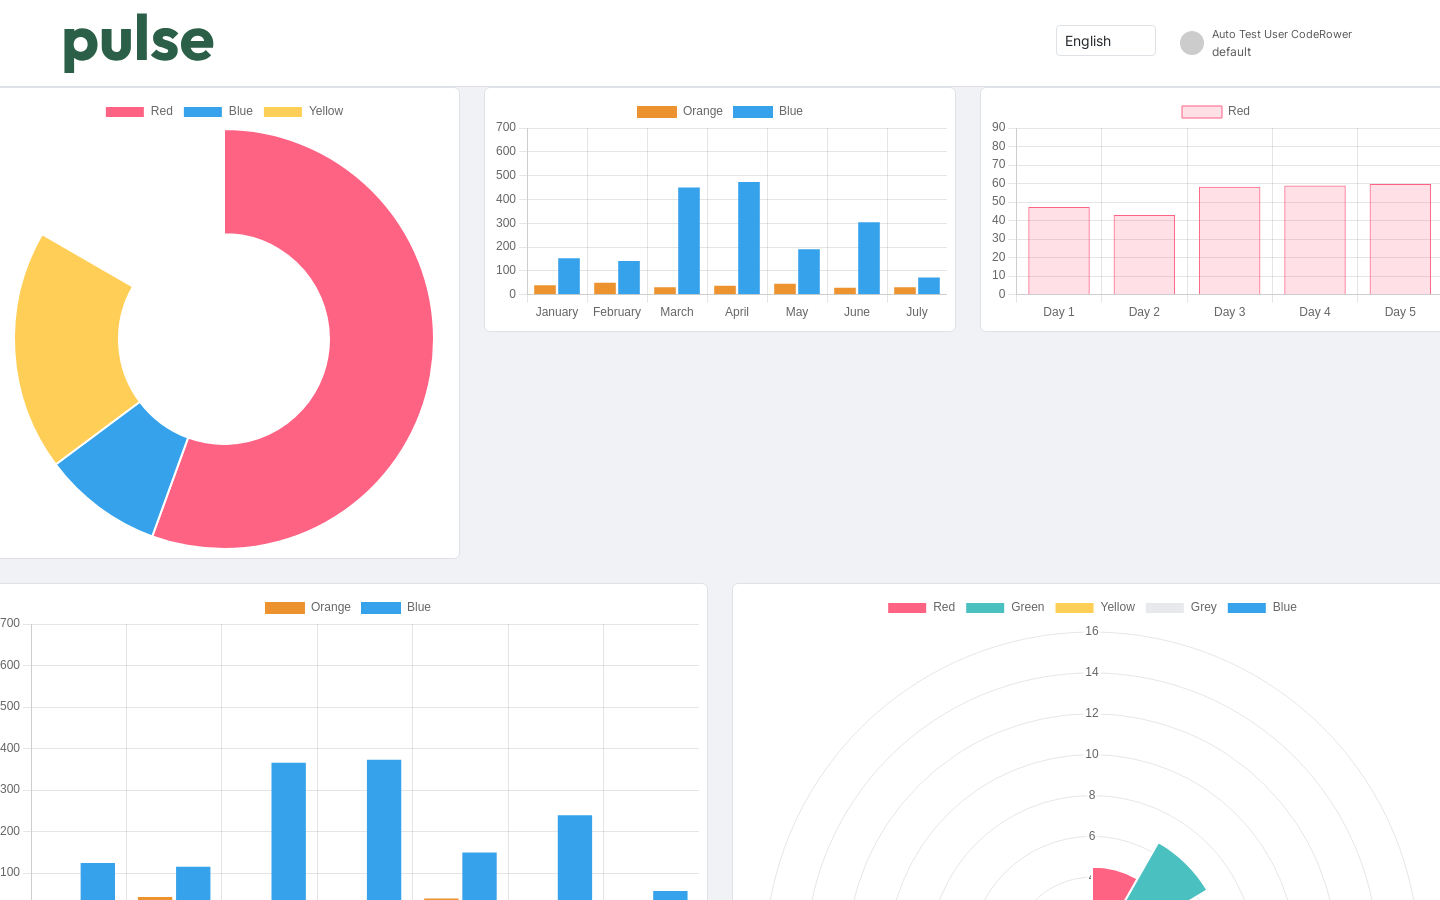 pulse
English
Auto Test User CodeRower
default
Red Blue Yellow
Orange Blue
700
600
500
400
300
200
100
0
January February March April May June July
Red
90
80
70
60
50
40
30
20
10
0
Day 1 Day 2 Day 3 Day 4 Day 5
Orange Blue
700
600
500
400
300
200
100
Red Green Yellow Grey Blue
16
14
12
10
8
6